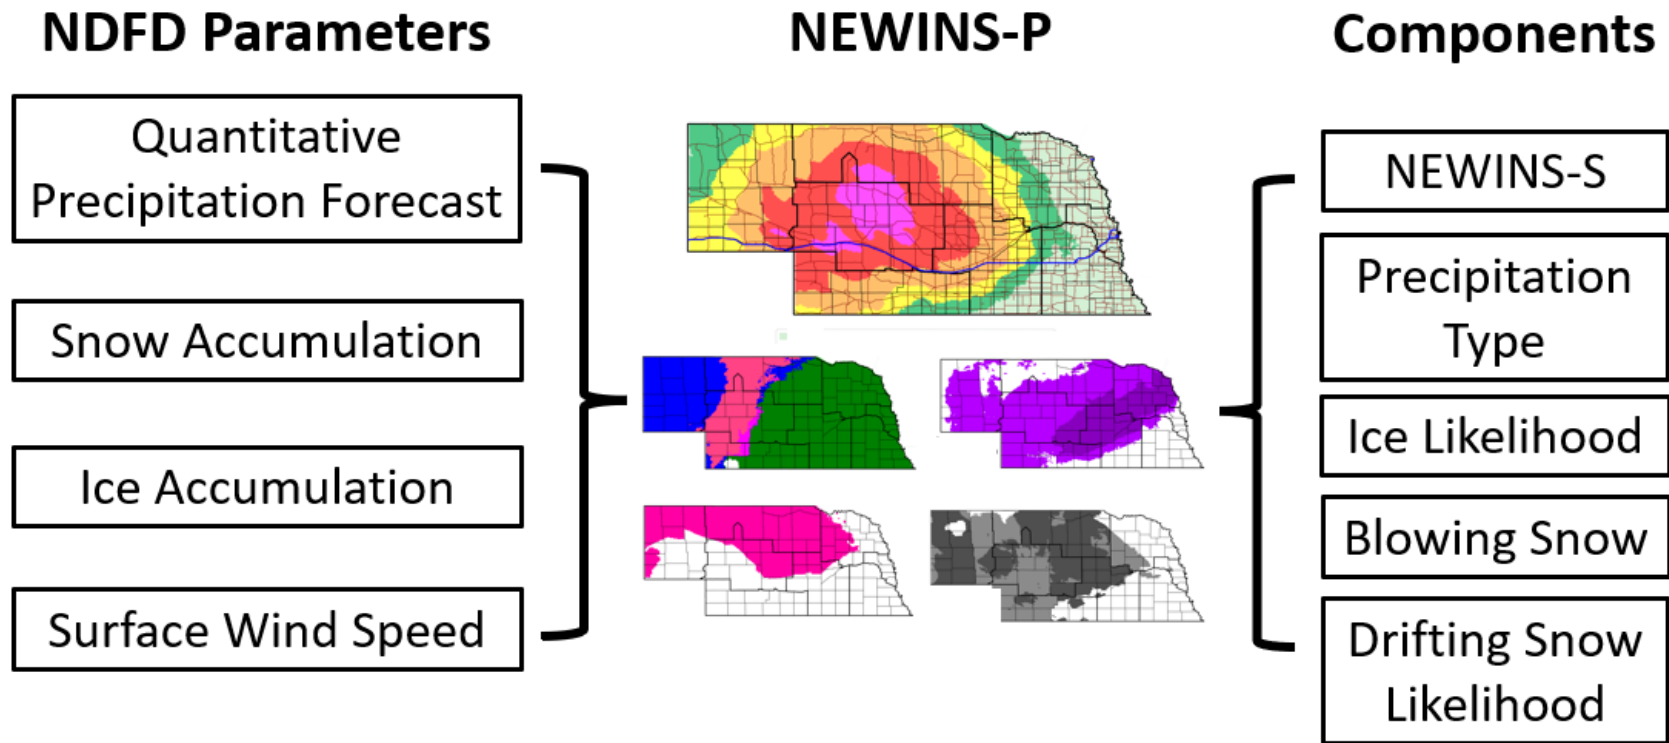 NDFD Parameters
NEWINS-P
Components
Quantitative
Precipitation Forecast
Snow Accumulation
Ice Accumulation
Surface Wind Speed
NEWINS-S
Precipitation
Type
Ice Likelihood
Blowing Snow
Drifting Snow
Likelihood